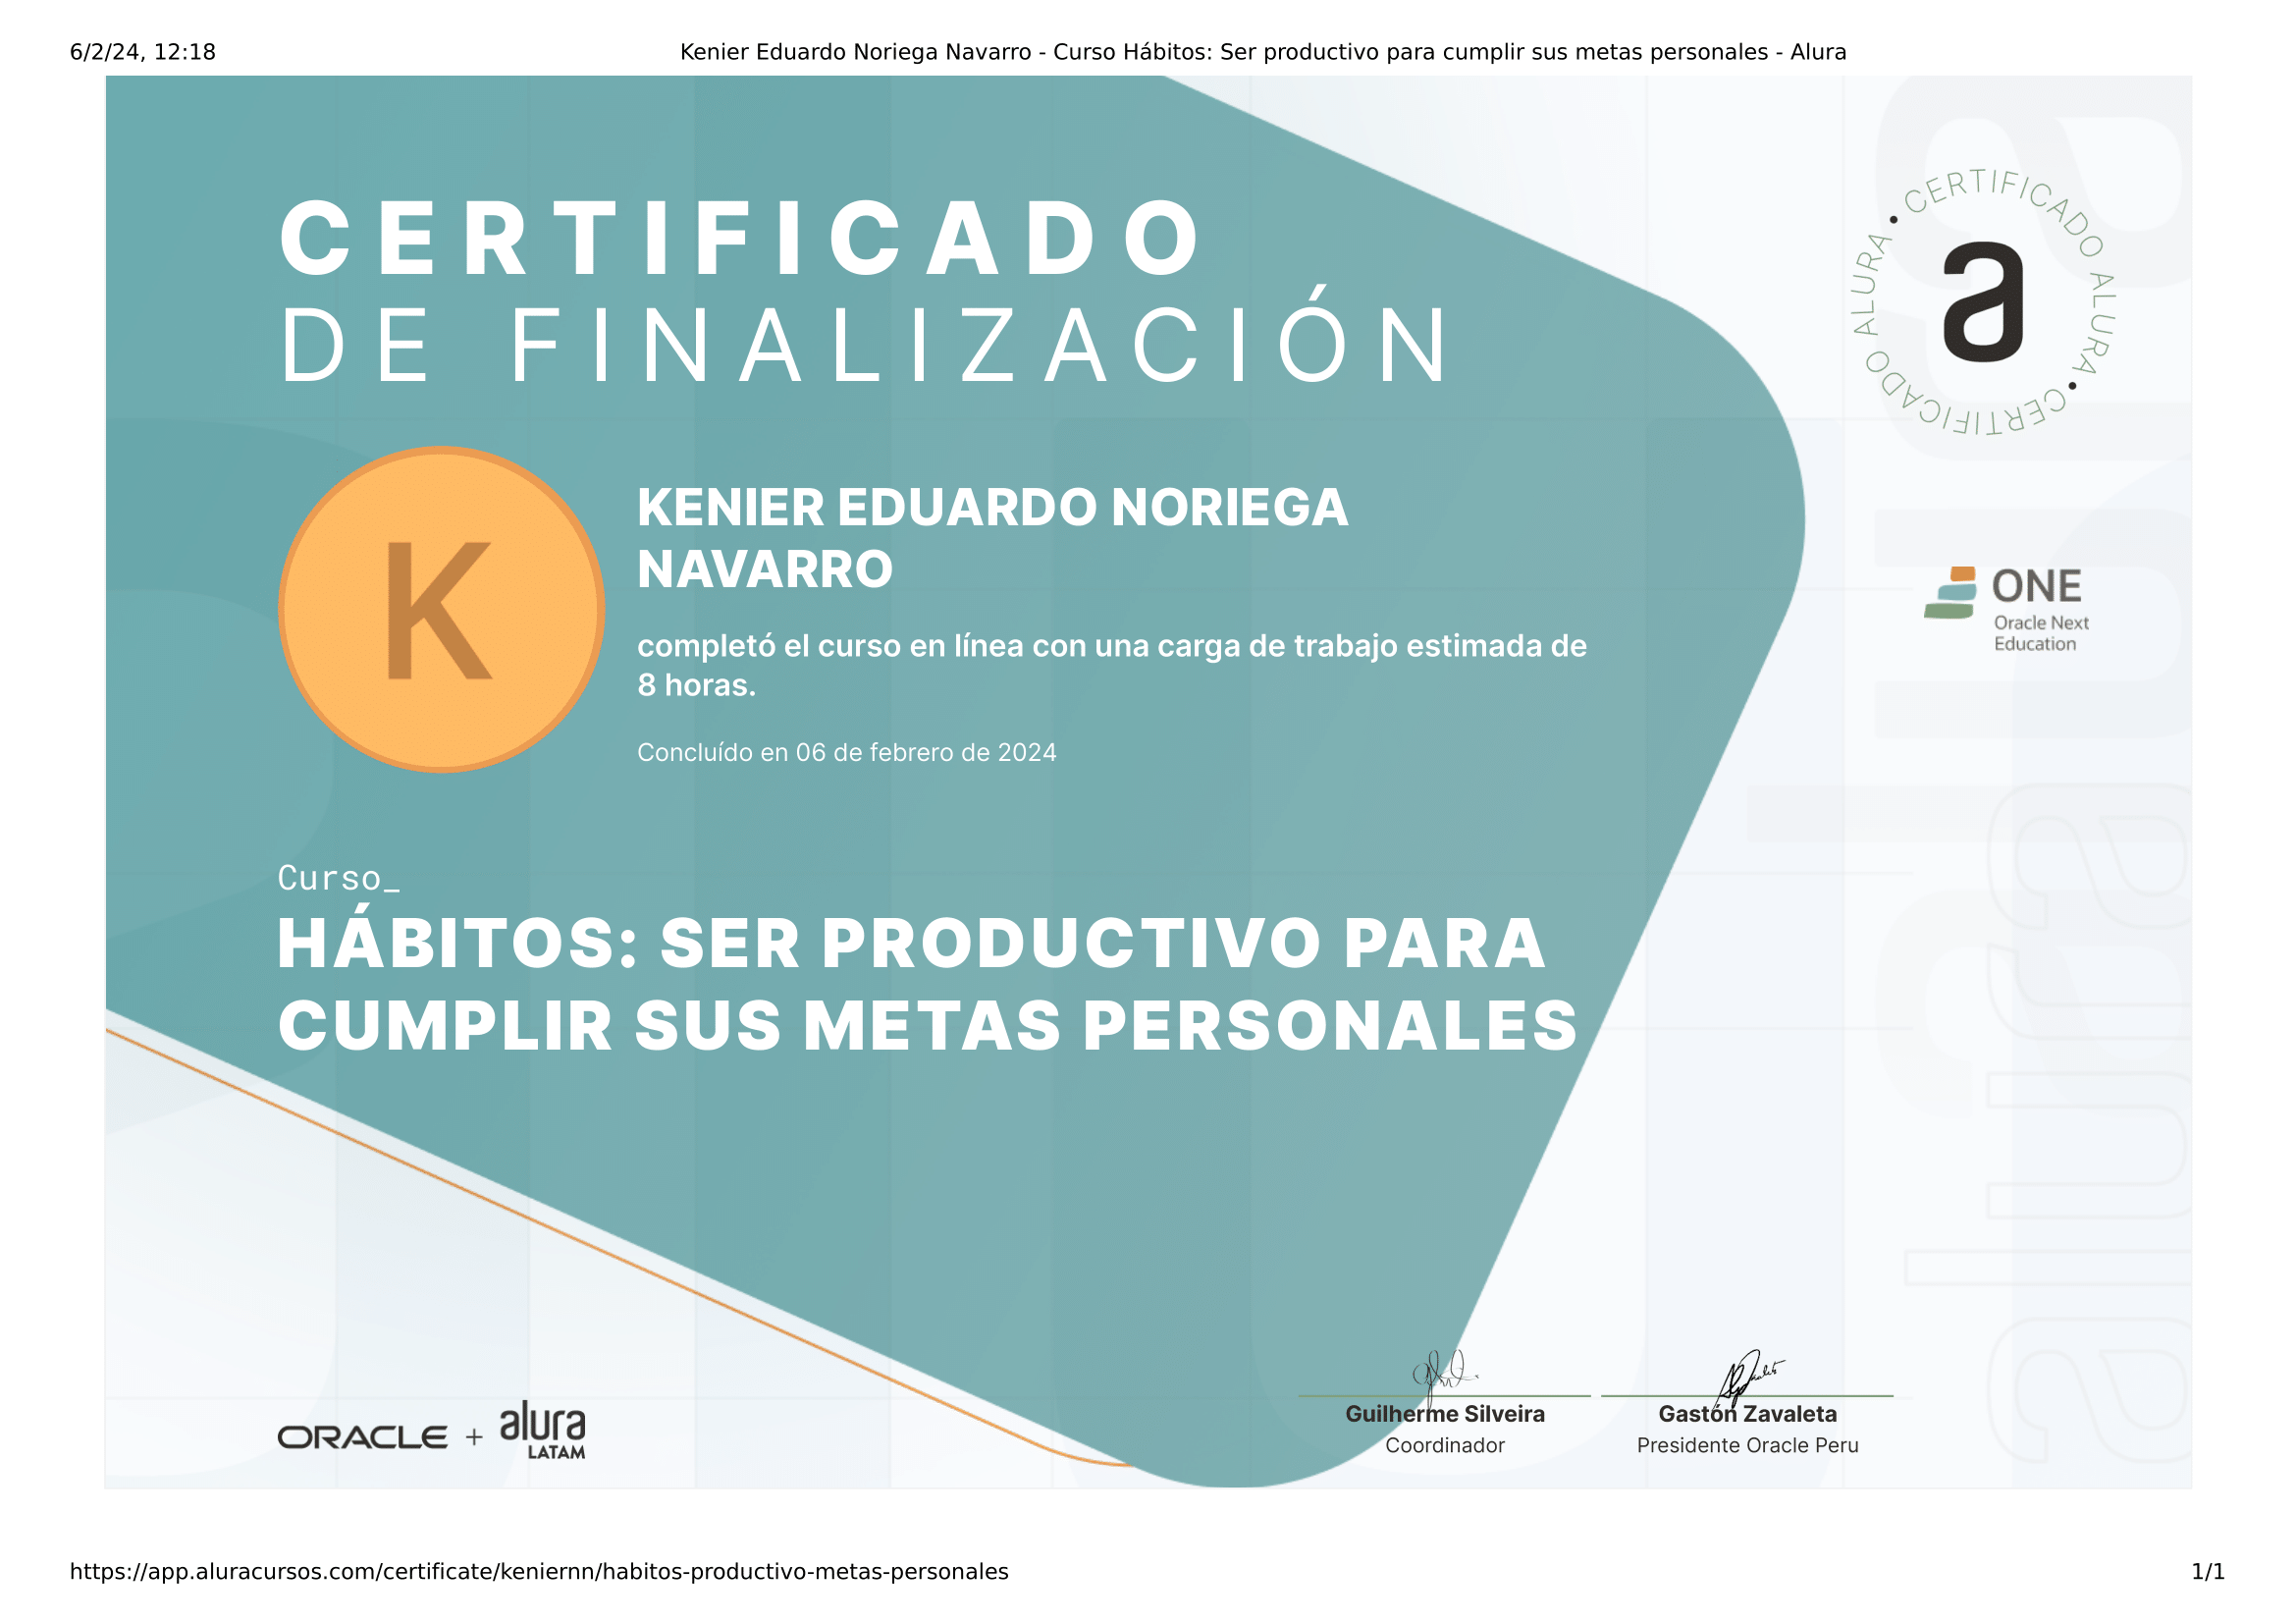 6/2/24, 12:18
Kenier Eduardo Noriega Navarro - Curso Hábitos: Ser productivo para cumplir sus metas personales - Alura
CERTIFICADO
DE FINALIZACIÓN
• CERTIFICADO ALURA • CERTIFICADO ALURA
a
K
KENIER EDUARDO NORIEGA
NAVARRO
completó el curso en línea con una carga de trabajo estimada de
8 horas.
Concluído en 06 de febrero de 2024
ONE
Oracle Next
Education
Curso_
HÁBITOS: SER PRODUCTIVO PARA
CUMPLIR SUS METAS PERSONALES
alura
alura
ORACLE + alura
LATAM
Guilherme Silveira
Coordinador
Gastón Zavaleta
Presidente Oracle Peru
https://app.aluracursos.com/certificate/keniernn/habitos-productivo-metas-personales
1/1